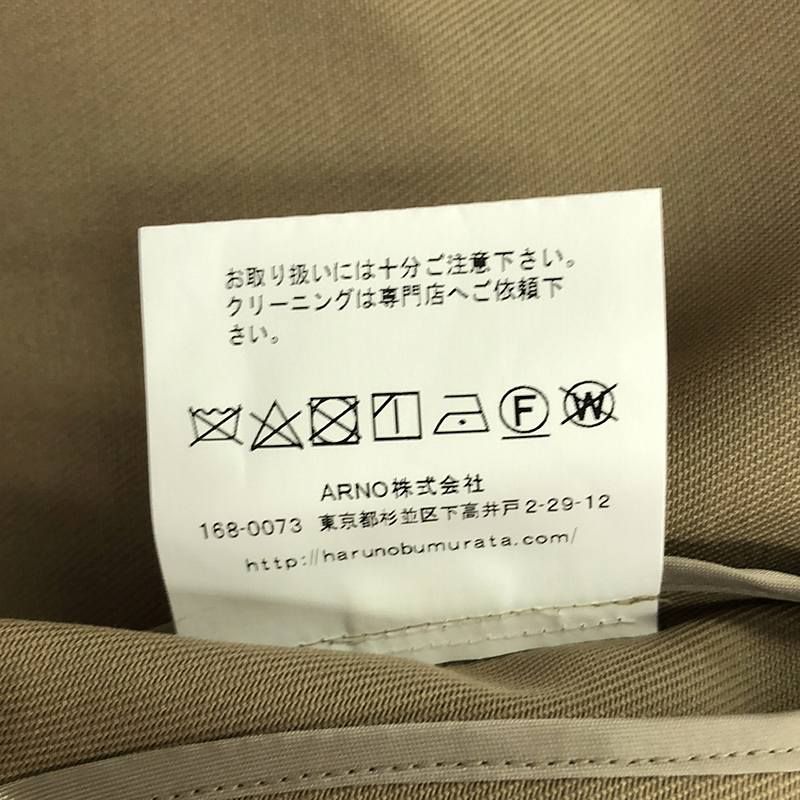 お取り扱いには十分ご注意下さい。
クリーニングは専門店へご依頼下
さい。
F W
ARNO株式会社
168-0073 東京都杉並区下高井戸2-29-12
http://harunobumurata.com/